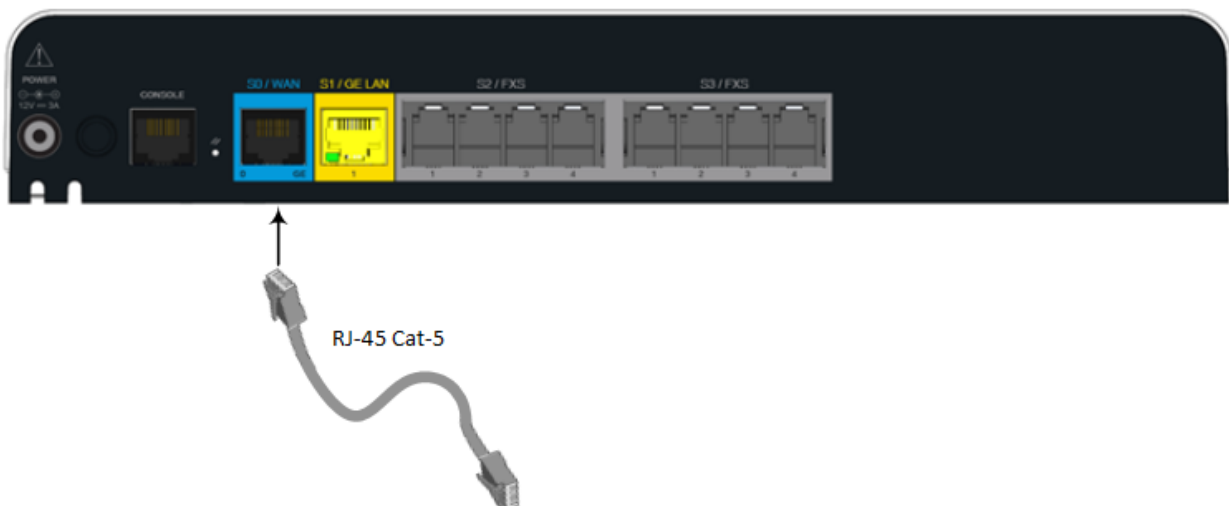 POWER
12V 3A
CONSOLE
S0 / WAN
S1 / GE LAN
S2 / FXS
S3 / FXS
0 GE
1
1 2 3 4
1 2 3 4
RJ-45 Cat-5